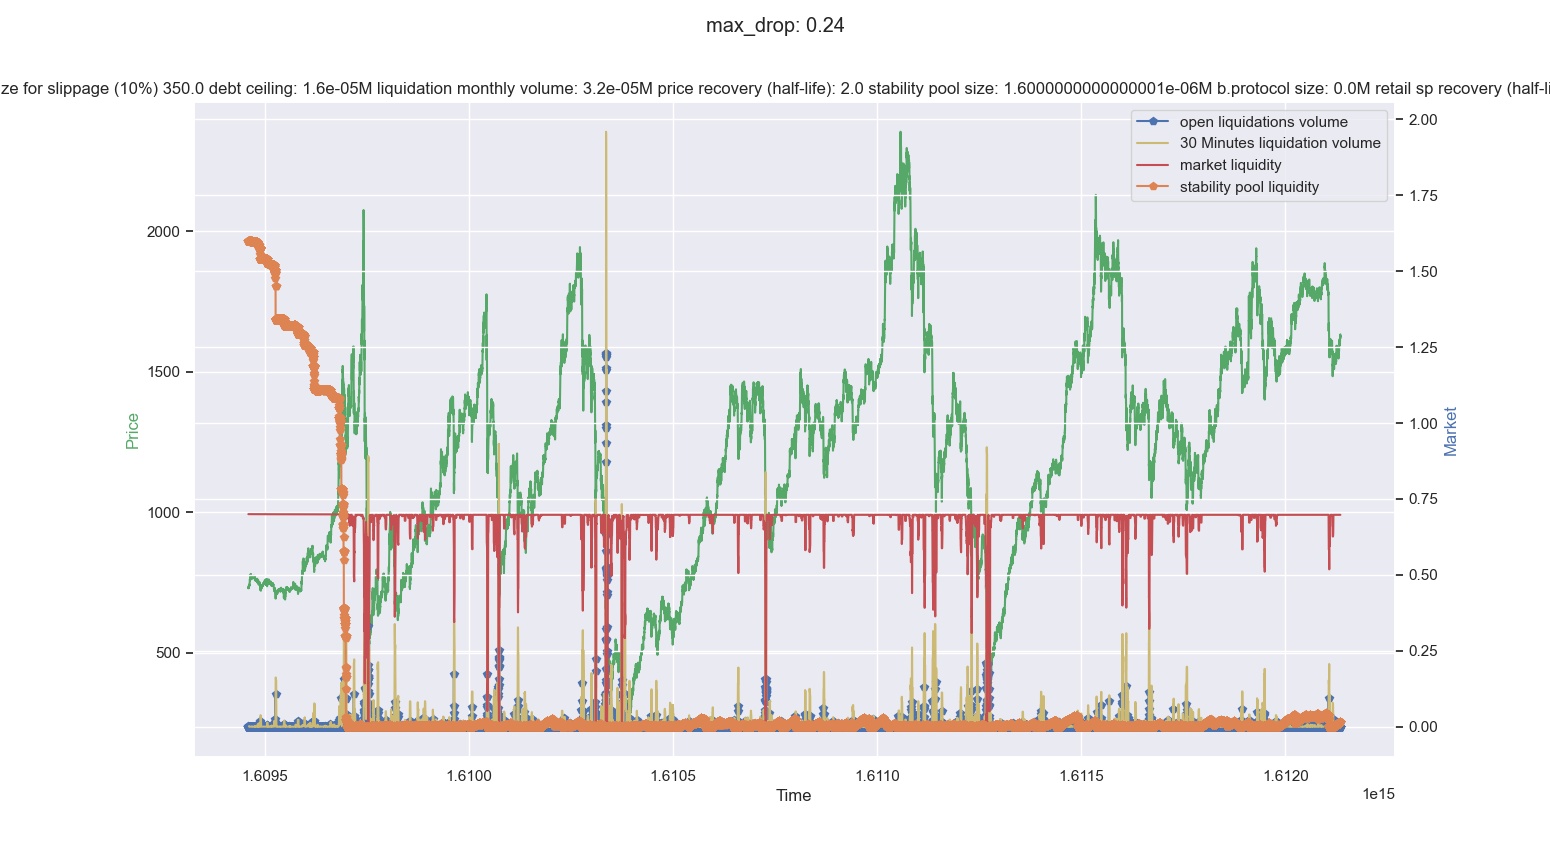 max_drop: 0.24
ze for slippage (10%) 350.0 debt ceiling: 1.6e-05M liquidation monthly volume: 3.2e-05M price recovery (half-life): 2.0 stability pool size: 1.6000000000000001e-06M b.protocol size: 0.0M retail sp recovery (half-li
open liquidations volume
30 Minutes liquidation volume
market liquidity
stability pool liquidity
2000
1500
1000
500
Price
2.00
1.75
1.50
1.25
1.00
0.75
0.50
0.25
0.00
Market
1.6095 1.6100 1.6105 1.6110 1.6115 1.6120
1e15
Time